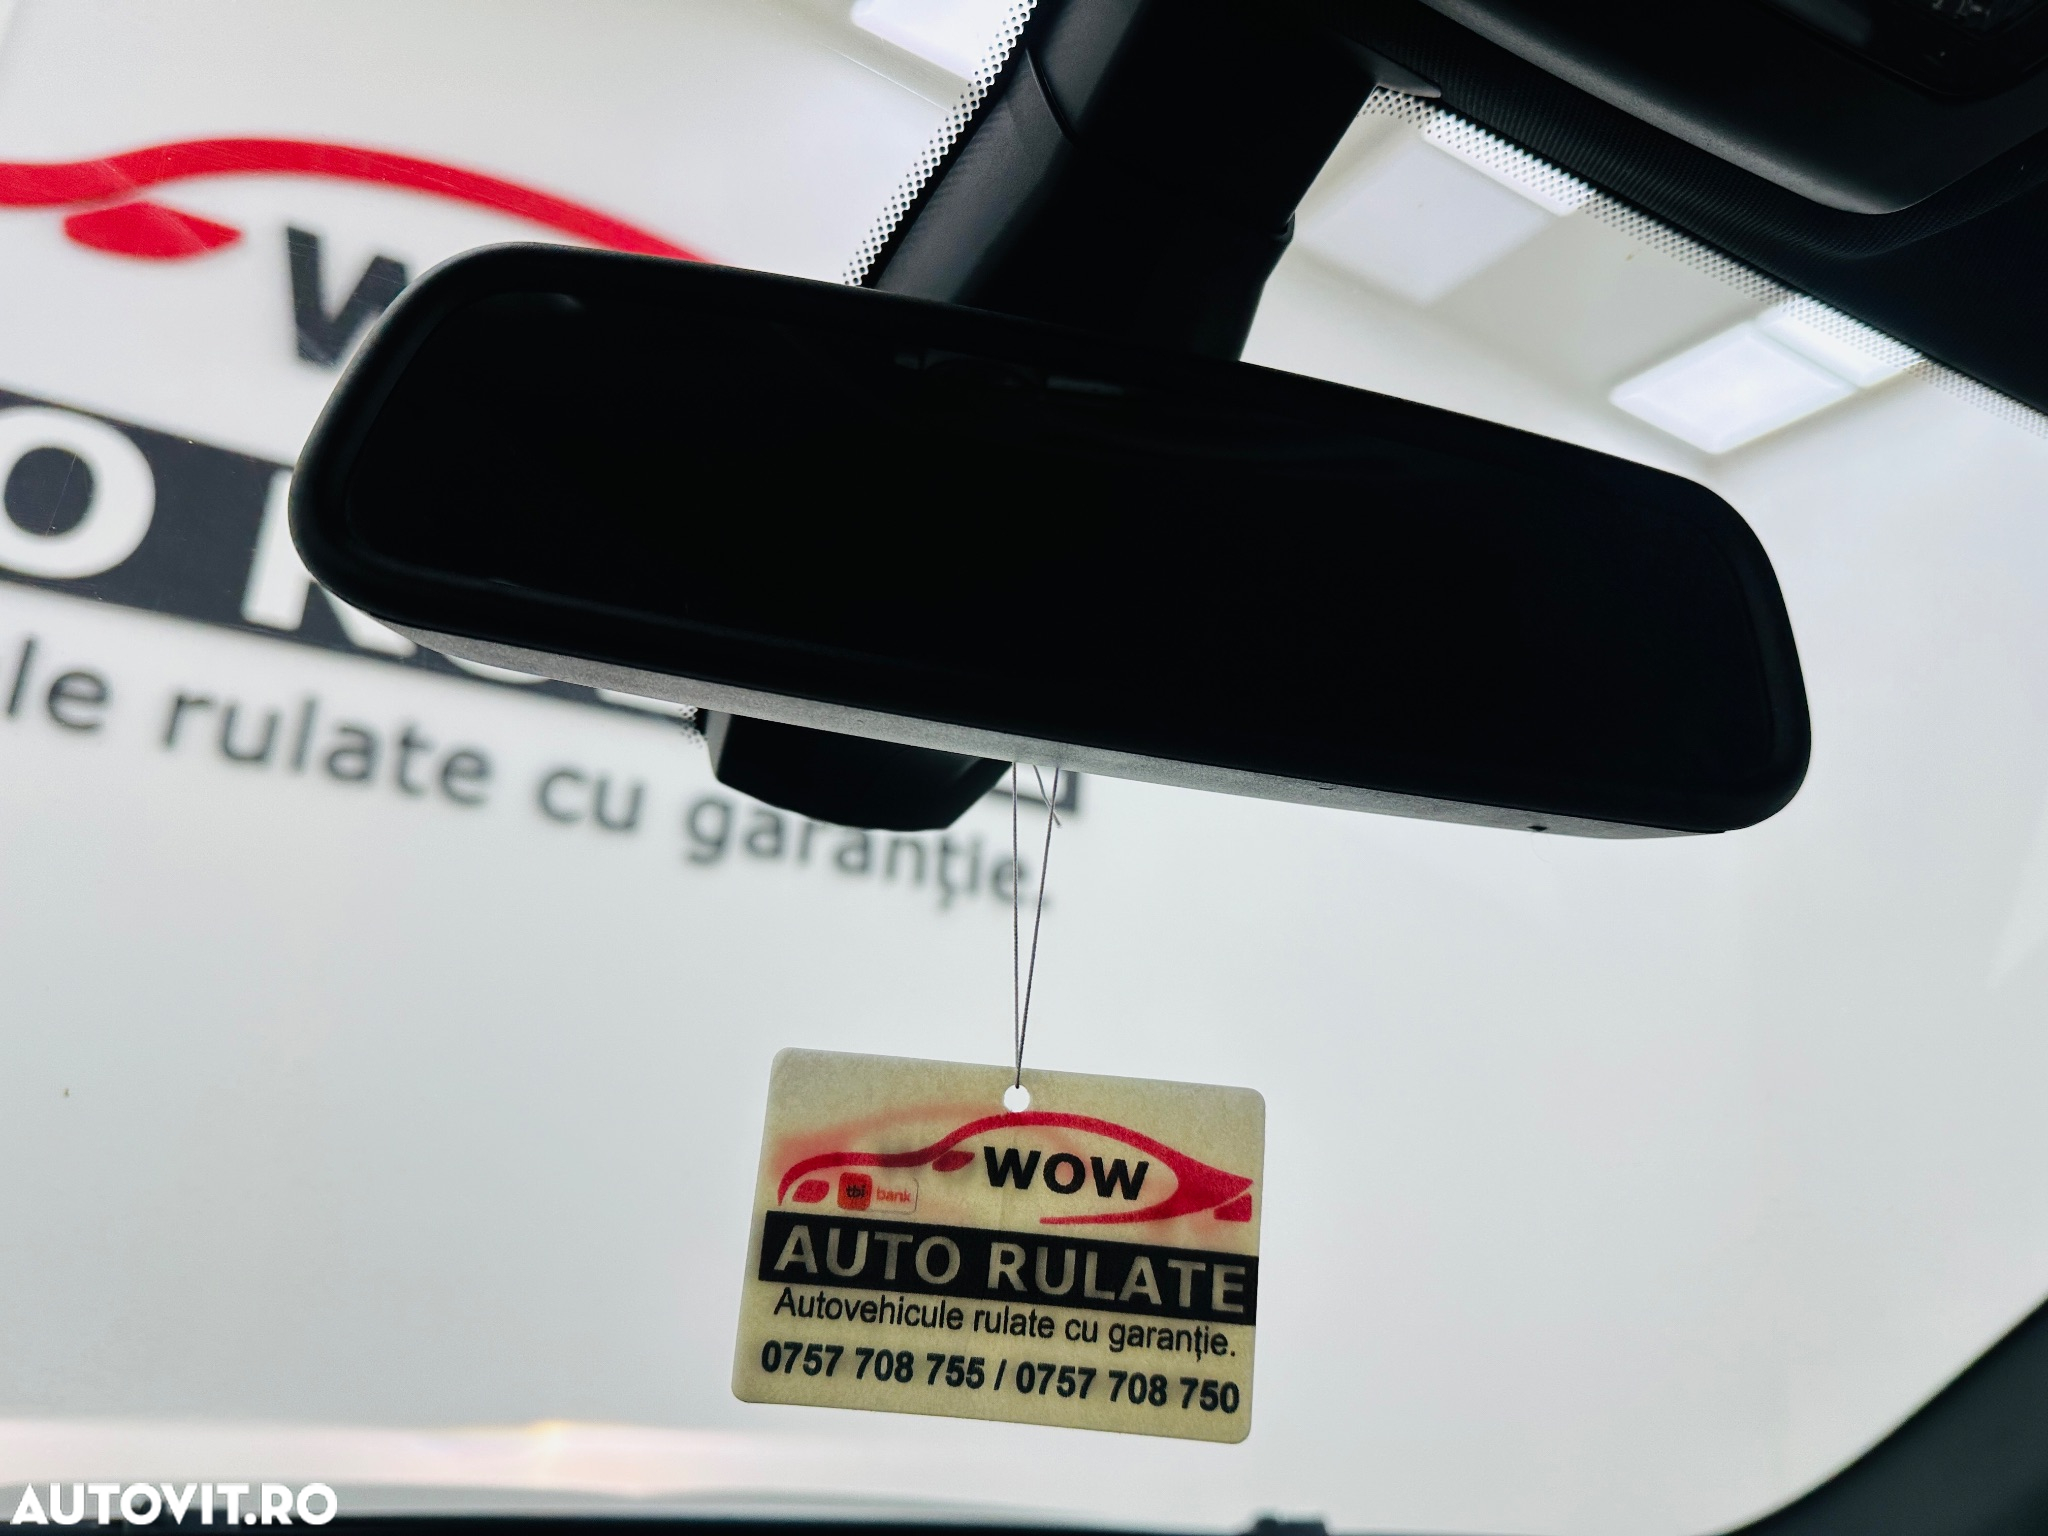 le rulate cu garanție.
WOW
tbi bank
AUTO RULATE
Autovehicule rulate cu garanție.
0757 708 755 / 0757 708 750
AUTOVIT.RO